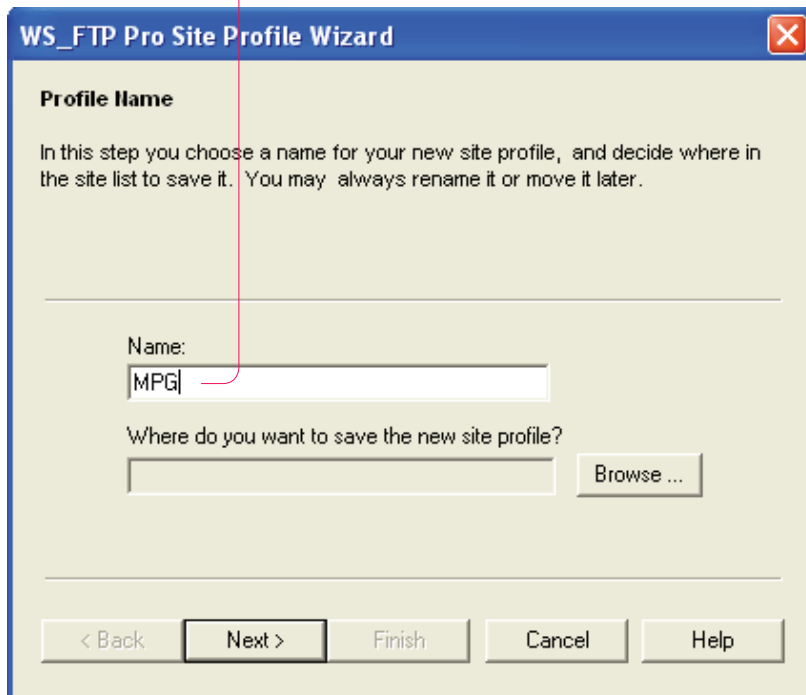 WS_FTP Pro Site Profile Wizard
Profile Name
In this step you choose a name for your new site profile, and decide where in
the site list to save it. You may always rename it or move it later.
Name:
MPG
Where do you want to save the new site profile?
Browse ...
< Back Next > Finish Cancel Help